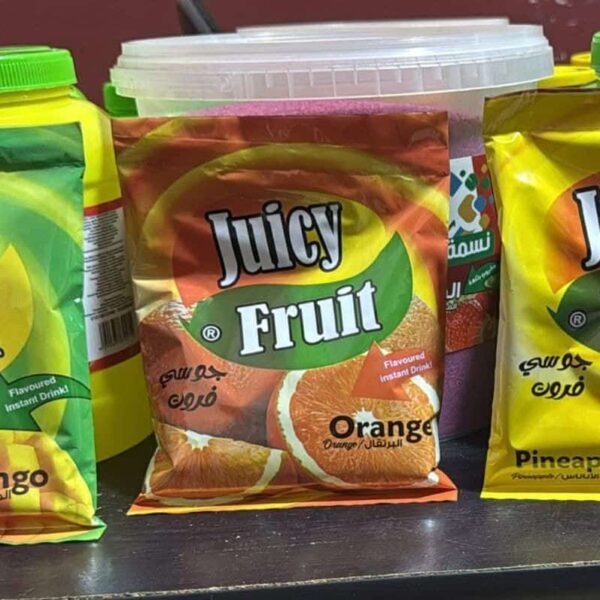 Flavoured
Instant Drink!
ngo
Juicy
Fruit
®
جوسي
فروت
Flavoured
Instant Drink!
Orange
Orange / البرتقال
نسمة
J
®
جوسي
فروت
Pineap